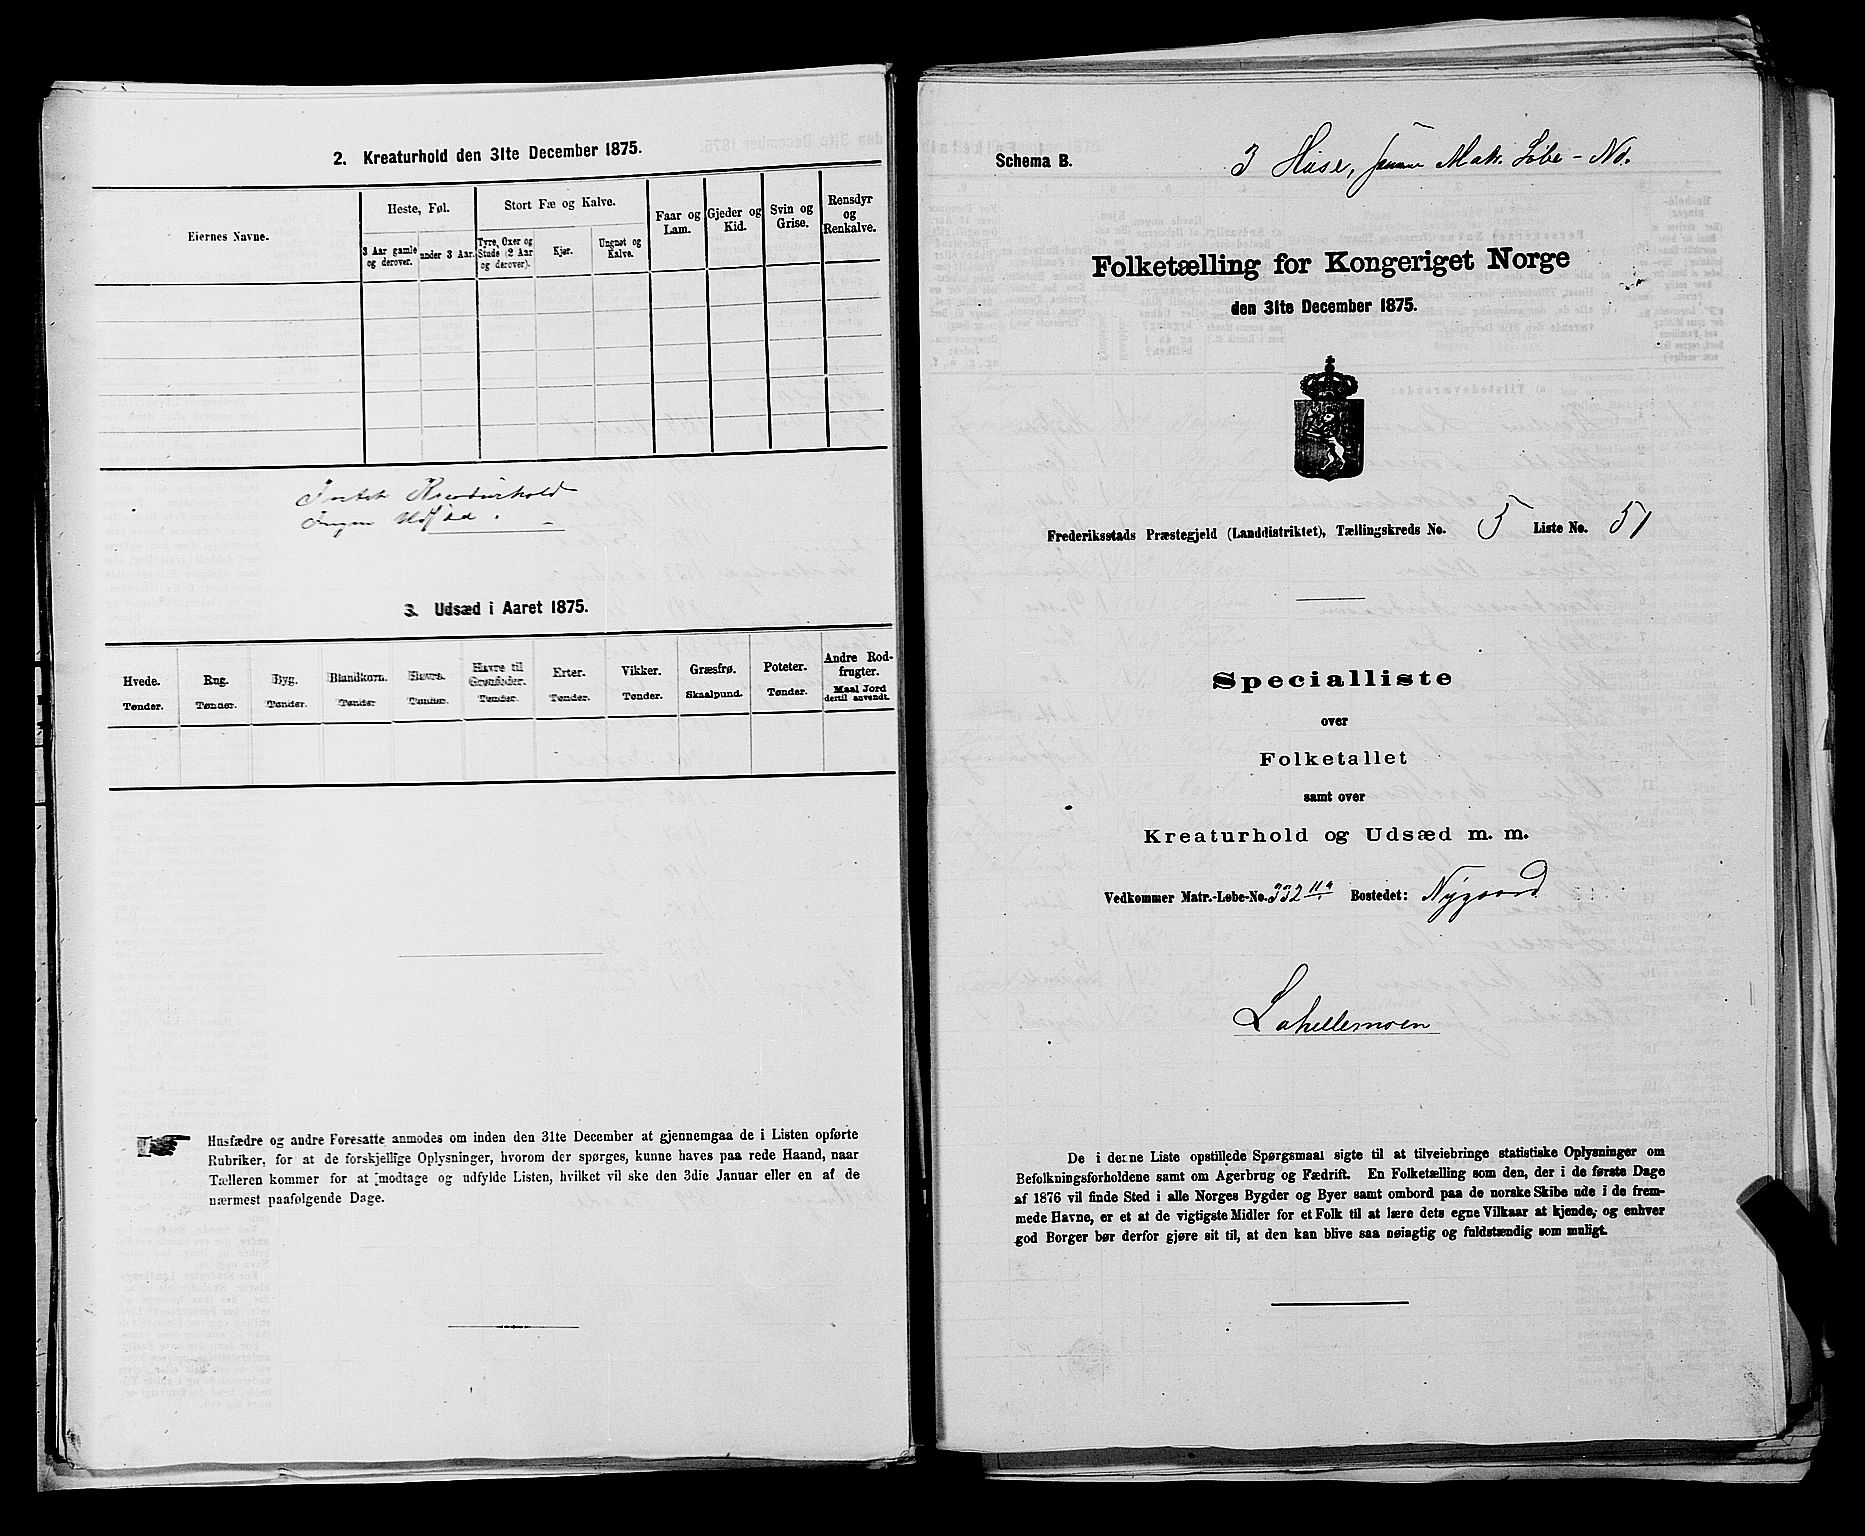 2. Kreaturhold den 31te December 1875.
Eiernes Navne.
Heste, Føl.
3 Aar gamle og derover.
under 3 Aar.
Stort Fæ og Kalve.
Tyre, Oxer og Stude (2 Aar og derover).
Kjør.
Ungnøt og Kalve.
Faar og Lam.
Gjeder og Kid.
Svin og Grise.
Rensdyr og Renkalve.
Kreaturhold
Ingen Udsæd.
3. Udsæd i Aaret 1875.
Hvede. Tønder.
Rug. Tønder.
Byg. Tønder.
Blandkorn. Tønder
Havre. Tønder.
Havre til Grønfoder. Tønder.
Erter. Tønder.
Vikker. Tønder.
Græsfrø. Skaalpund.
Poteter. Tønder.
Andre Rodfrugter. Maal Jord dertil anvendt.
Husfædre og andre Foresatte anmodes om inden den 31te December at gjennemgaa de i Listen opførte
Rubriker, for at de forskjellige Oplysninger, hvorom der spørges, kunne haves paa rede Haand, naar
Tælleren kommer for at modtage og udfylde Listen, hvilket vil ske den 3die Januar eller en af de
nærmest paafølgende Dage.
Schema B.
3 Huse, samme Mat. Løbe-No.
Folketælling for Kongeriget Norge
den 31te December 1875.
Frederiksstads Præstegjeld (Landdistriktet), Tællingskreds No. 5 Liste No. 51
Specialliste
over
Folketallet
samt over
Kreaturhold og Udsæd m. m.
Vedkommer Matr.-Løbe-No. 332 11a Bostedet: Nygaard
Lahellemoen
De i derne Liste opstillede Spørgsmaal sigte til at tilveiebringe statistiske Oplysninger om
Befolkningsforholdene samt om Agerbrug og Fædrift. En Folketælling som den, der i de første Dage
af 1876 vil finde Sted i alle Norges Bygder og Byer samt ombord paa de norske Skibe ude i de frem-
mede Havne, er et at de vigtigste Midler for et Folk til at lære dets egne Vilkaar at kjende, og enhver
god Borger bør derfor gjøre sit til, at den kan blive saa nøiagtig og fuldstændig som muligt.